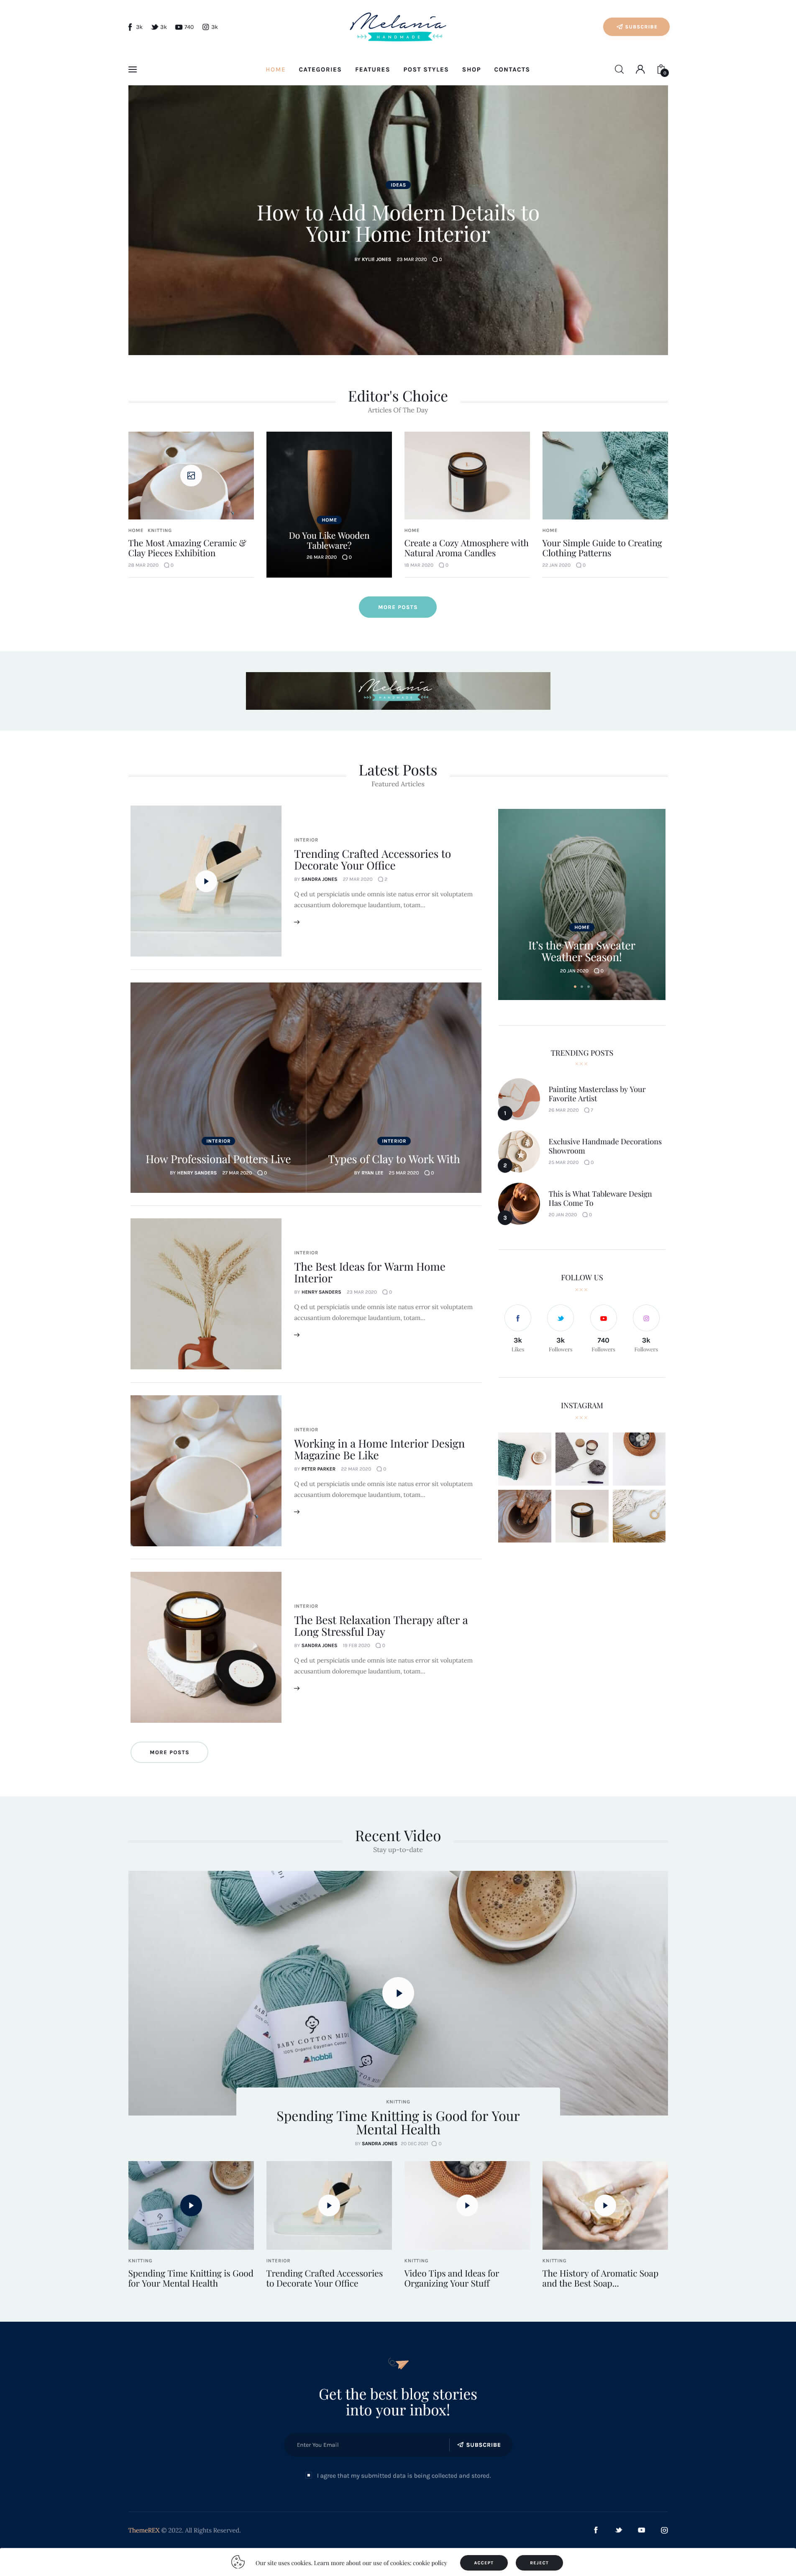 3k 3k 740 3k
Melania
HANDMADE
SUBSCRIBE
HOME CATEGORIES FEATURES POST STYLES SHOP CONTACTS
0
IDEAS
How to Add Modern Details to
Your Home Interior
BY KYLIE JONES 23 MAR 2020 0
Editor's Choice
Articles Of The Day
HOME KNITTING
The Most Amazing Ceramic &
Clay Pieces Exhibition
28 MAR 2020 0
HOME
Do You Like Wooden
Tableware?
26 MAR 2020 0
HOME
Create a Cozy Atmosphere with
Natural Aroma Candles
18 MAR 2020 0
HOME
Your Simple Guide to Creating
Clothing Patterns
22 JAN 2020 0
MORE POSTS
Melania
HANDMADE
Latest Posts
Featured Articles
INTERIOR
Trending Crafted Accessories to
Decorate Your Office
BY SANDRA JONES 27 MAR 2020 3
Q ed ut perspiciatis unde omnis iste natus error sit voluptatem
accusantium doloremque laudantium, totam...
INTERIOR
How Professional Potters Live
BY HENRY SANDERS 27 MAR 2020 0
INTERIOR
Types of Clay to Work With
BY RYAN LEE 25 MAR 2020 0
INTERIOR
The Best Ideas for Warm Home
Interior
BY HENRY SANDERS 23 MAR 2020 0
Q ed ut perspiciatis unde omnis iste natus error sit voluptatem
accusantium doloremque laudantium, totam...
INTERIOR
Working in a Home Interior Design
Magazine Be Like
BY PETER PARKER 22 MAR 2020 0
Q ed ut perspiciatis unde omnis iste natus error sit voluptatem
accusantium doloremque laudantium, totam...
INTERIOR
The Best Relaxation Therapy after a
Long Stressful Day
BY SANDRA JONES 19 FEB 2020 0
Q ed ut perspiciatis unde omnis iste natus error sit voluptatem
accusantium doloremque laudantium, totam...
MORE POSTS
HOME
It's the Warm Sweater
Weather Season!
20 JAN 2020 0
TRENDING POSTS
1
Painting Masterclass by Your
Favorite Artist
26 MAR 2020 7
2
Exclusive Handmade Decorations
Showroom
25 MAR 2020 0
3
This is What Tableware Design
Has Come To
20 JAN 2020 0
FOLLOW US
3k 3k 740 3k
Likes Followers Followers Followers
INSTAGRAM
Recent Video
Stay up-to-date
BABY COTTON MIDI
100% Organic Egyptian Cotton
hobbii
KNITTING
Spending Time Knitting is Good for Your
Mental Health
BY SANDRA JONES 20 DEC 2021 0
KNITTING
Spending Time Knitting is Good
for Your Mental Health
INTERIOR
Trending Crafted Accessories
to Decorate Your Office
KNITTING
Video Tips and Ideas for
Organizing Your Stuff
KNITTING
The History of Aromatic Soap
and the Best Soap...
Get the best blog stories
into your inbox!
Enter You Email SUBSCRIBE
I agree that my submitted data is being collected and stored.
ThemeREX © 2022. All Rights Reserved.
Our site uses cookies. Learn more about our use of cookies: cookie policy ACCEPT REJECT